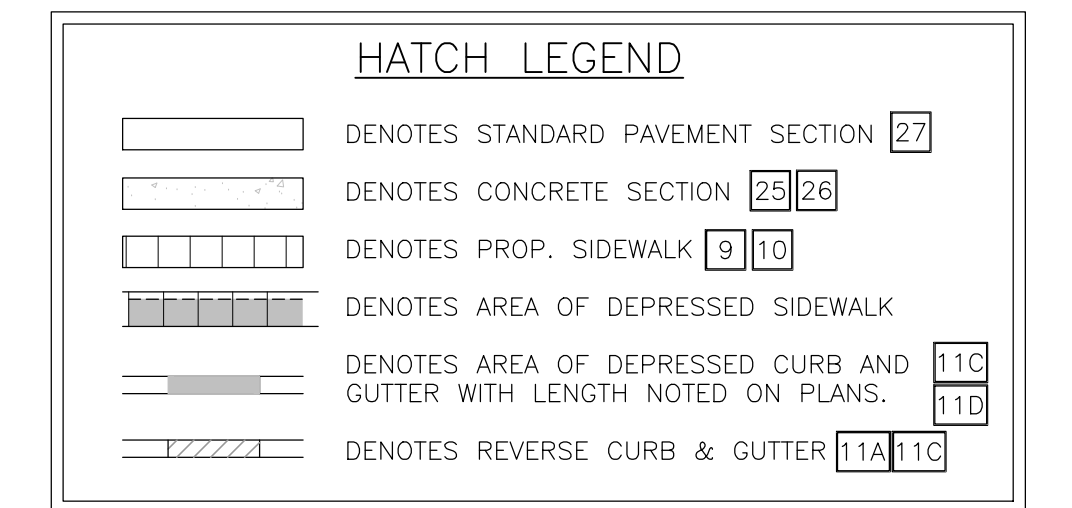 HATCH LEGEND
DENOTES STANDARD PAVEMENT SECTION 27
DENOTES CONCRETE SECTION 25 26
DENOTES PROP. SIDEWALK 9 10
DENOTES AREA OF DEPRESSED SIDEWALK
DENOTES AREA OF DEPRESSED CURB AND 11C
GUTTER WITH LENGTH NOTED ON PLANS. 11D
DENOTES REVERSE CURB & GUTTER 11A 11C